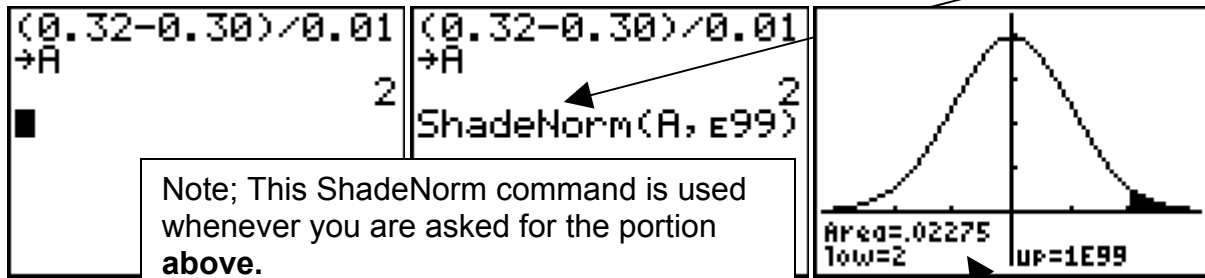 (0.32-0.30)/0.01
→A
2
(0.32-0.30)/0.01
→A
2
ShadeNorm(A,ᴇ99)
Note; This ShadeNorm command is used
whenever you are asked for the portion
above.
Area=.02275
low=2 up=1E99